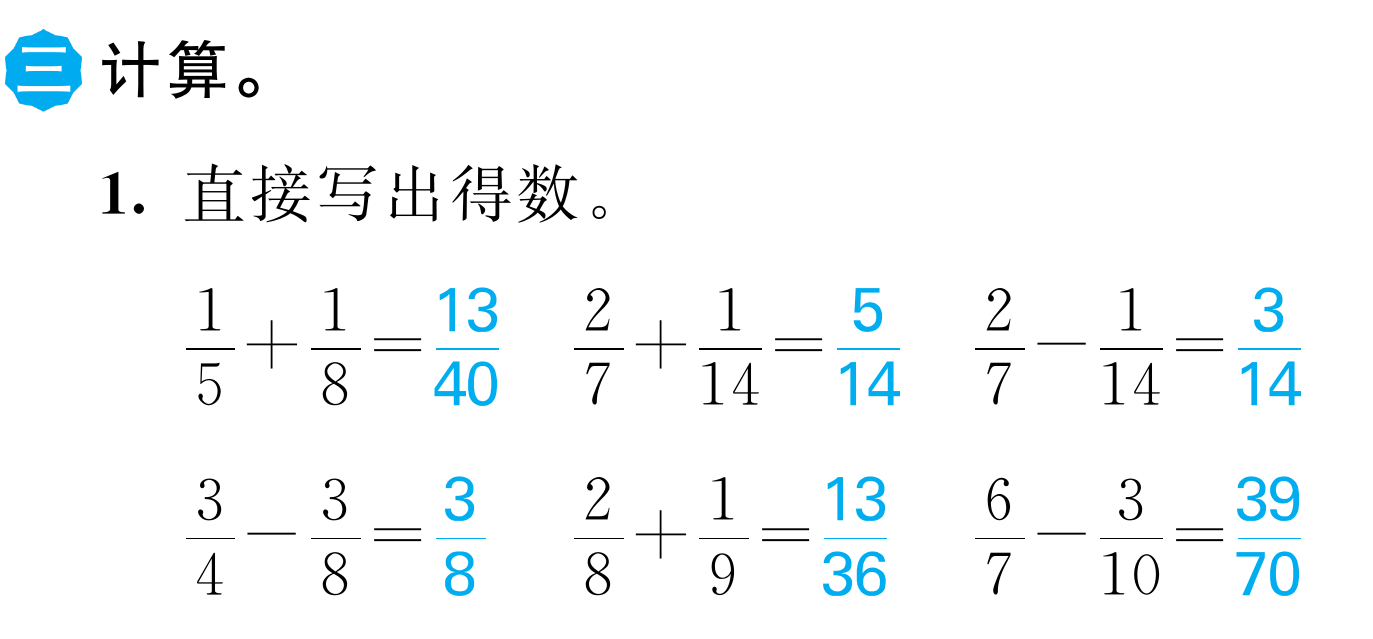 三 计算。
1. 直接写出得数。
1/5 + 1/8 = 13/40 2/7 + 1/14 = 5/14 2/7 − 1/14 = 3/14
3/4 − 3/8 = 3/8 2/8 + 1/9 = 13/36 6/7 − 3/10 = 39/70